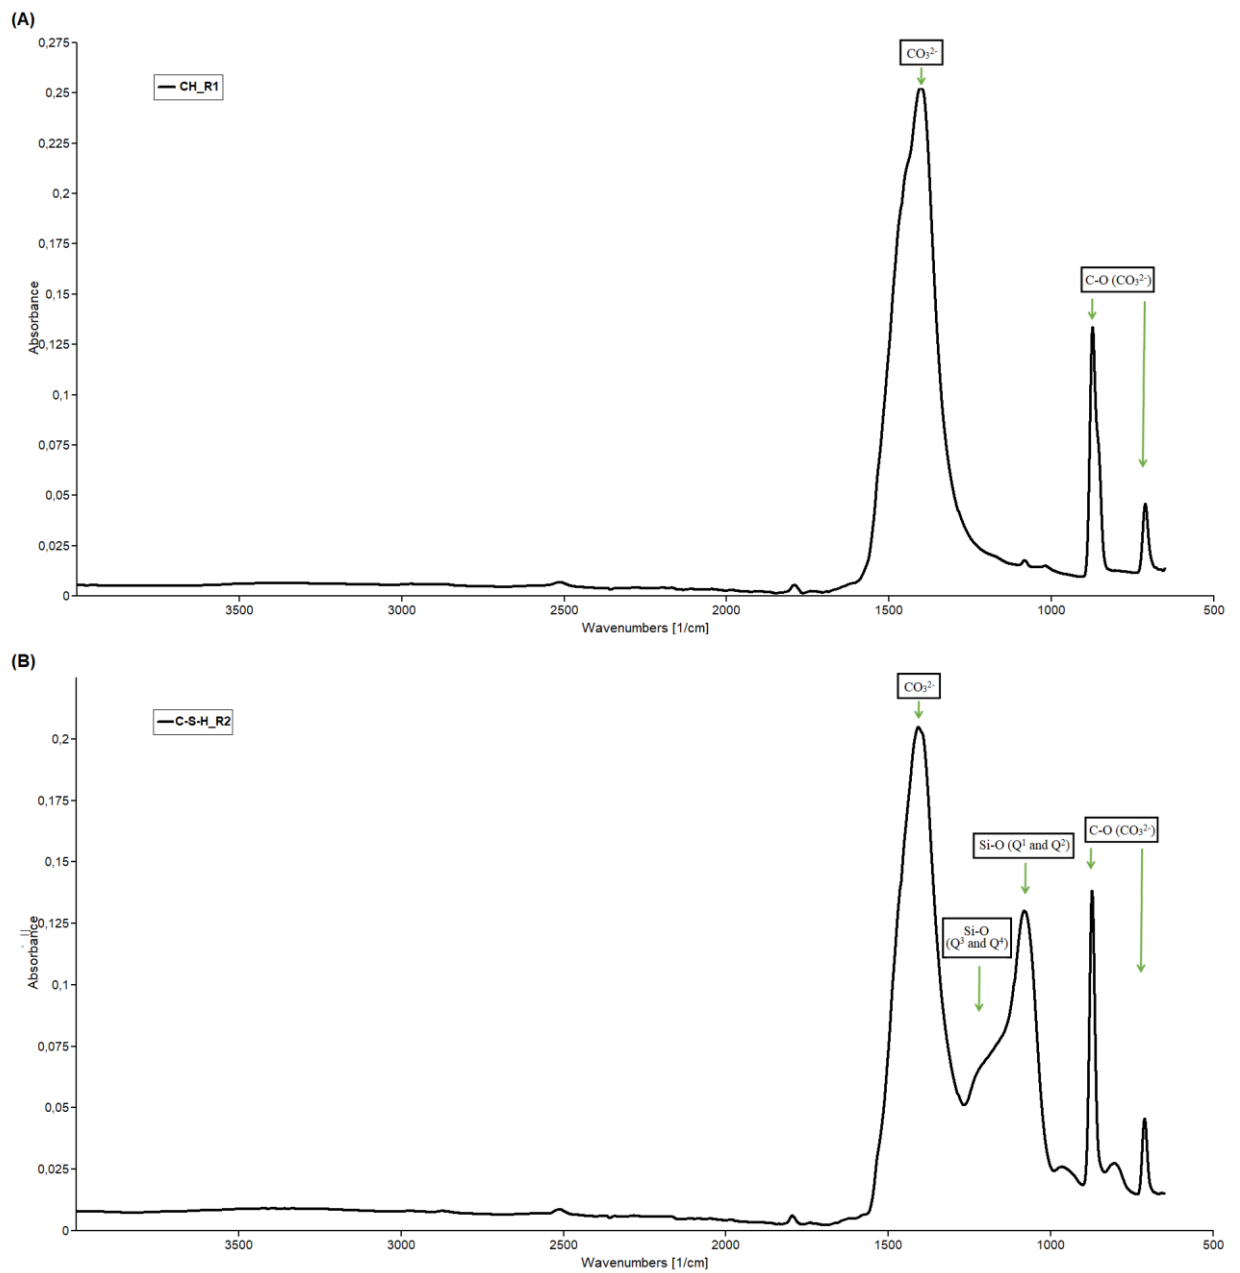 (A)
0,275
CO₃²⁻
CH_R1
0,25
0,225
0,2
0,175
C-O (CO₃²⁻)
0,15
Absorbance
0,125
0,1
0,075
0,05
0,025
0
3500 3000 2500 2000 1500 1000 500
Wavenumbers [1/cm]
(B)
CO₃²⁻
C-S-H_R2
0,2
0,175
C-O (CO₃²⁻)
Si-O (Q¹ and Q²)
0,15
0,125
Si-O
(Q³ and Q⁴)
Absorbance
0,1
0,075
0,05
0,025
0
3500 3000 2500 2000 1500 1000 500
Wavenumbers [1/cm]